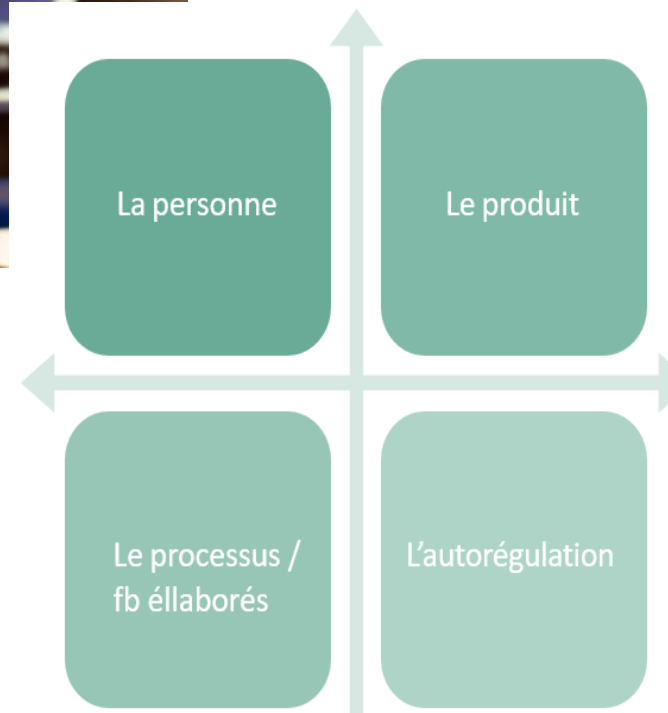 La personne
Le produit
Le processus /
fb éllaborés
L’autorégulation